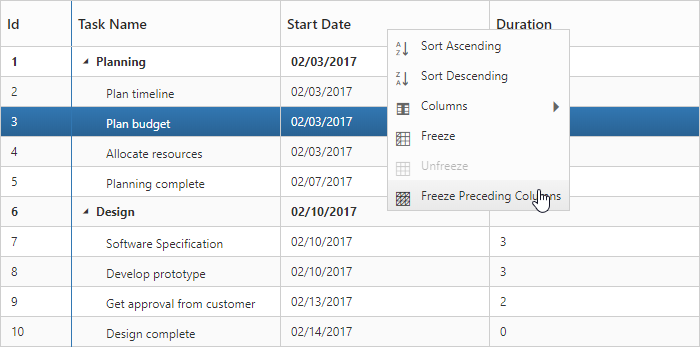 Id Task Name Start Date Duration
1 Planning 02/03/2017
2 Plan timeline 02/03/2017
3 Plan budget 02/03/2017
4 Allocate resources 02/03/2017
5 Planning complete 02/07/2017
6 Design 02/10/2017
7 Software Specification 02/10/2017 3
8 Develop prototype 02/10/2017 3
9 Get approval from customer 02/13/2017 2
10 Design complete 02/14/2017 0
A Z Sort Ascending
Z A Sort Descending
Columns
Freeze
Unfreeze
Freeze Preceding Columns